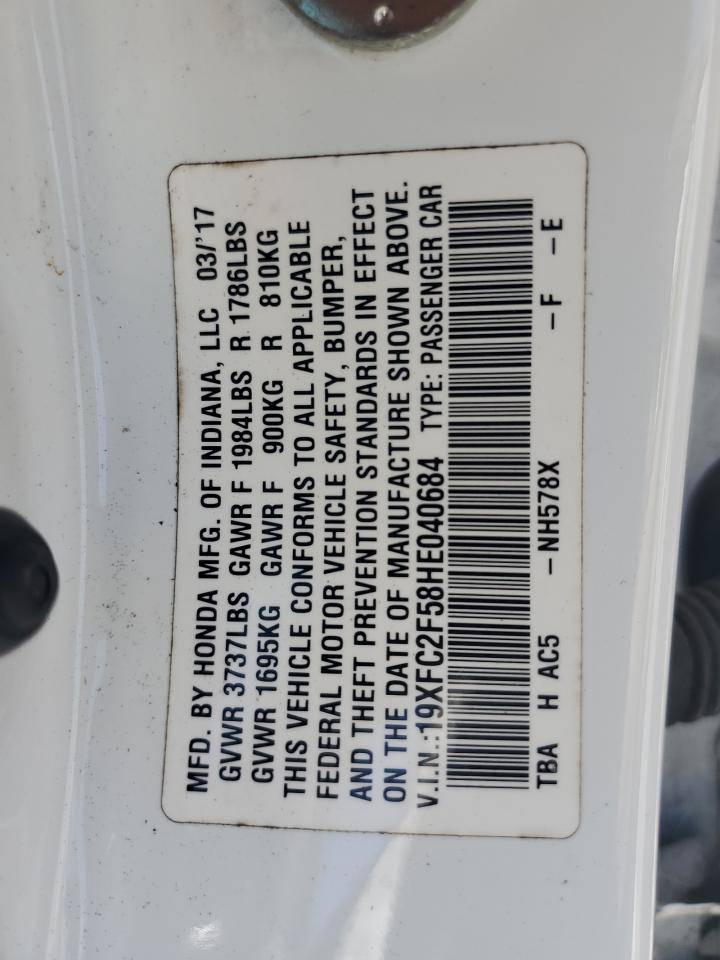 MFD. BY HONDA MFG. OF INDIANA, LLC 03/'17
GVWR 3737LBS GAWR F 1984LBS R 1786LBS
GVWR 1695KG GAWR F 900KG R 810KG
THIS VEHICLE CONFORMS TO ALL APPLICABLE
FEDERAL MOTOR VEHICLE SAFETY, BUMPER,
AND THEFT PREVENTION STANDARDS IN EFFECT
ON THE DATE OF MANUFACTURE SHOWN ABOVE.
V.I.N.:19XFC2F58HE040684 TYPE: PASSENGER CAR
TBA H AC5 -NH578X -F -E